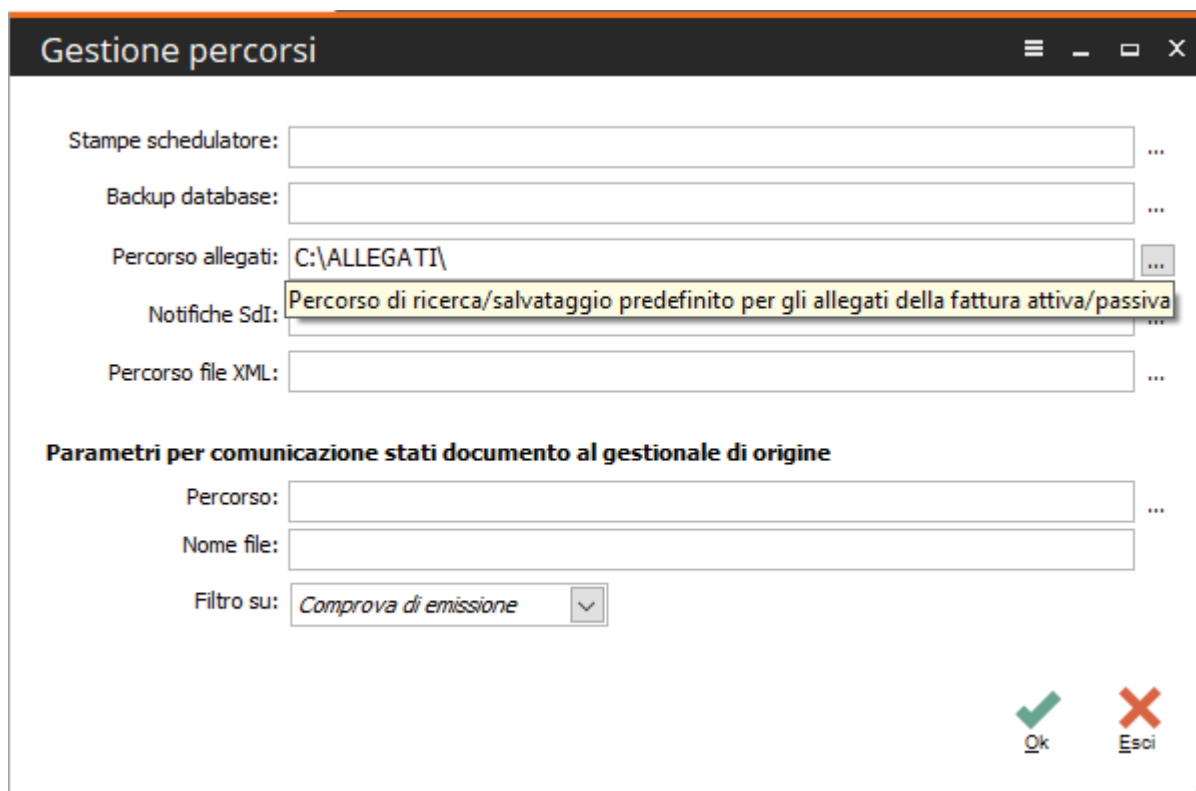 Gestione percorsi
Stampe schedulatore:
...
Backup database:
...
Percorso allegati: C:\ALLEGATI\ ...
Percorso di ricerca/salvataggio predefinito per gli allegati della fattura attiva/passiva
Notifiche SdI:
...
Percorso file XML:
...
Parametri per comunicazione stati documento al gestionale di origine
Percorso:
...
Nome file:
Filtro su: Comprova di emissione
Ok Esci